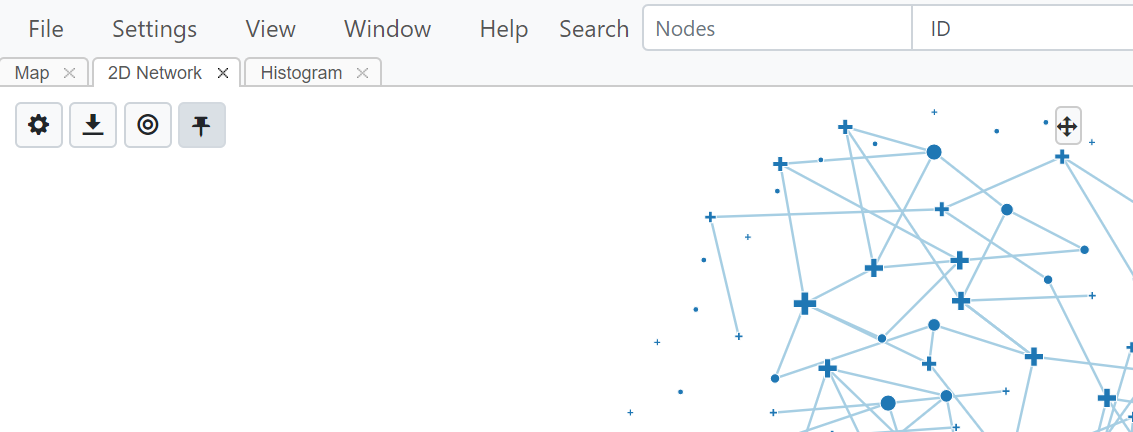 File Settings View Window Help Search Nodes ID
Map 2D Network Histogram